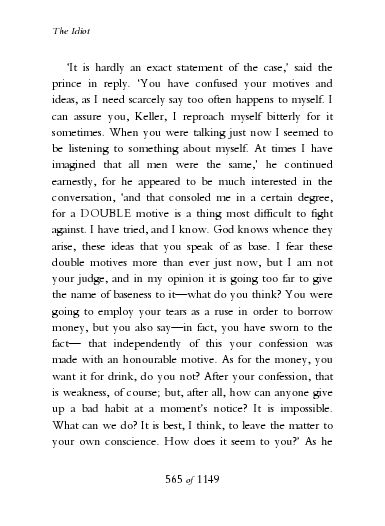 The Idiot
‘It is hardly an exact statement of the case,’ said the
prince in reply. ‘You have confused your motives and
ideas, as I need scarcely say too often happens to myself. I
can assure you, Keller, I reproach myself bitterly for it
sometimes. When you were talking just now I seemed to
be listening to something about myself. At times I have
imagined that all men were the same,’ he continued
earnestly, for he appeared to be much interested in the
conversation, ‘and that consoled me in a certain degree,
for a DOUBLE motive is a thing most difficult to fight
against. I have tried, and I know. God knows whence they
arise, these ideas that you speak of as base. I fear these
double motives more than ever just now, but I am not
your judge, and in my opinion it is going too far to give
the name of baseness to it—what do you think? You were
going to employ your tears as a ruse in order to borrow
money, but you also say—in fact, you have sworn to the
fact— that independently of this your confession was
made with an honourable motive. As for the money, you
want it for drink, do you not? After your confession, that
is weakness, of course; but, after all, how can anyone give
up a bad habit at a moment’s notice? It is impossible.
What can we do? It is best, I think, to leave the matter to
your own conscience. How does it seem to you?’ As he
565 of 1149